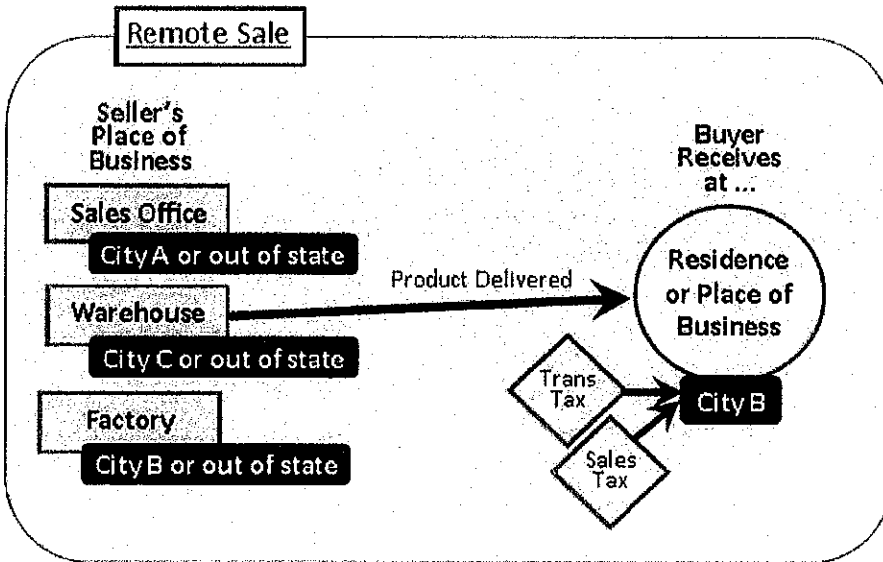 Remote Sale
Seller's
Place of
Business
Sales Office
City A or out of state
Warehouse
City C or out of state
Factory
City B or out of state
Product Delivered
Buyer
Receives
at ...
Residence
or Place of
Business
City B
Trans
Tax
Sales
Tax